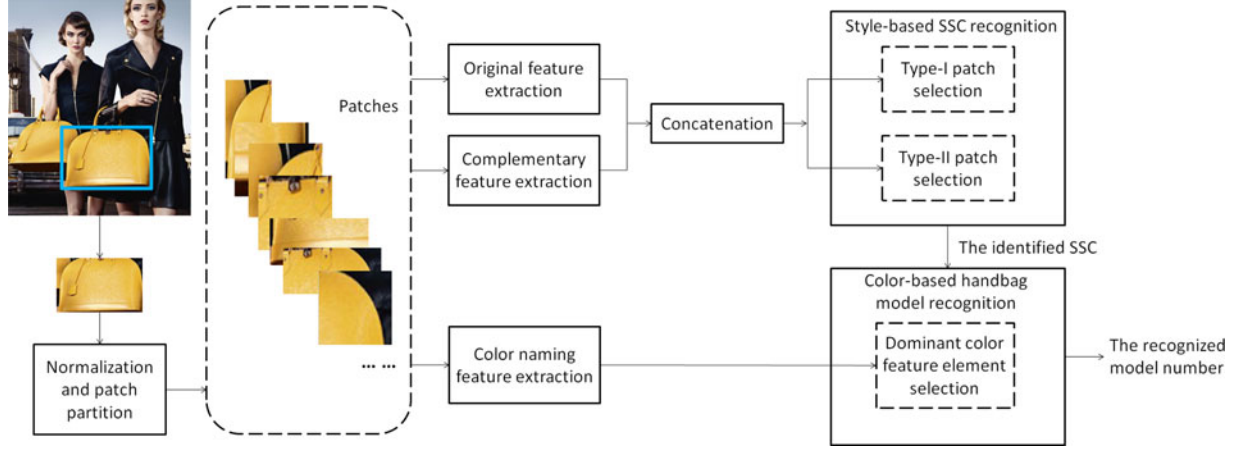 Patches
... ...
Normalization
and patch
partition
Original feature
extraction
Complementary
feature extraction
Color naming
feature extraction
Concatenation
Style-based SSC recognition
Type-I patch
selection
Type-II patch
selection
The identified SSC
Color-based handbag
model recognition
Dominant color
feature element
selection
The recognized
model number